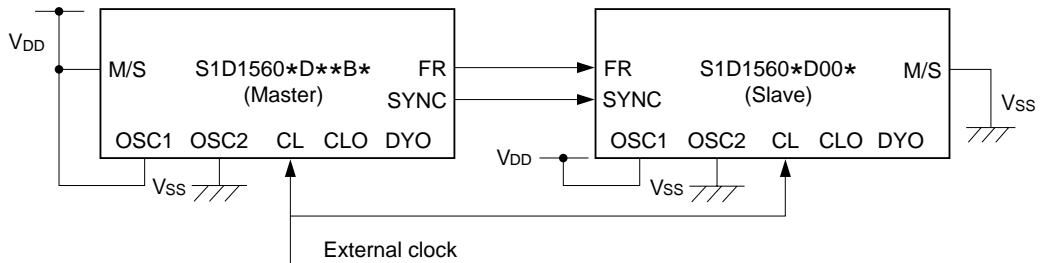 VDD
M/S
S1D1560*D**B*
(Master)
FR
SYNC
OSC1 OSC2 CL CLO DYO
VSS
FR
SYNC
S1D1560*D00*
(Slave)
M/S
VSS
OSC1 OSC2 CL CLO DYO
VDD
VSS
External clock